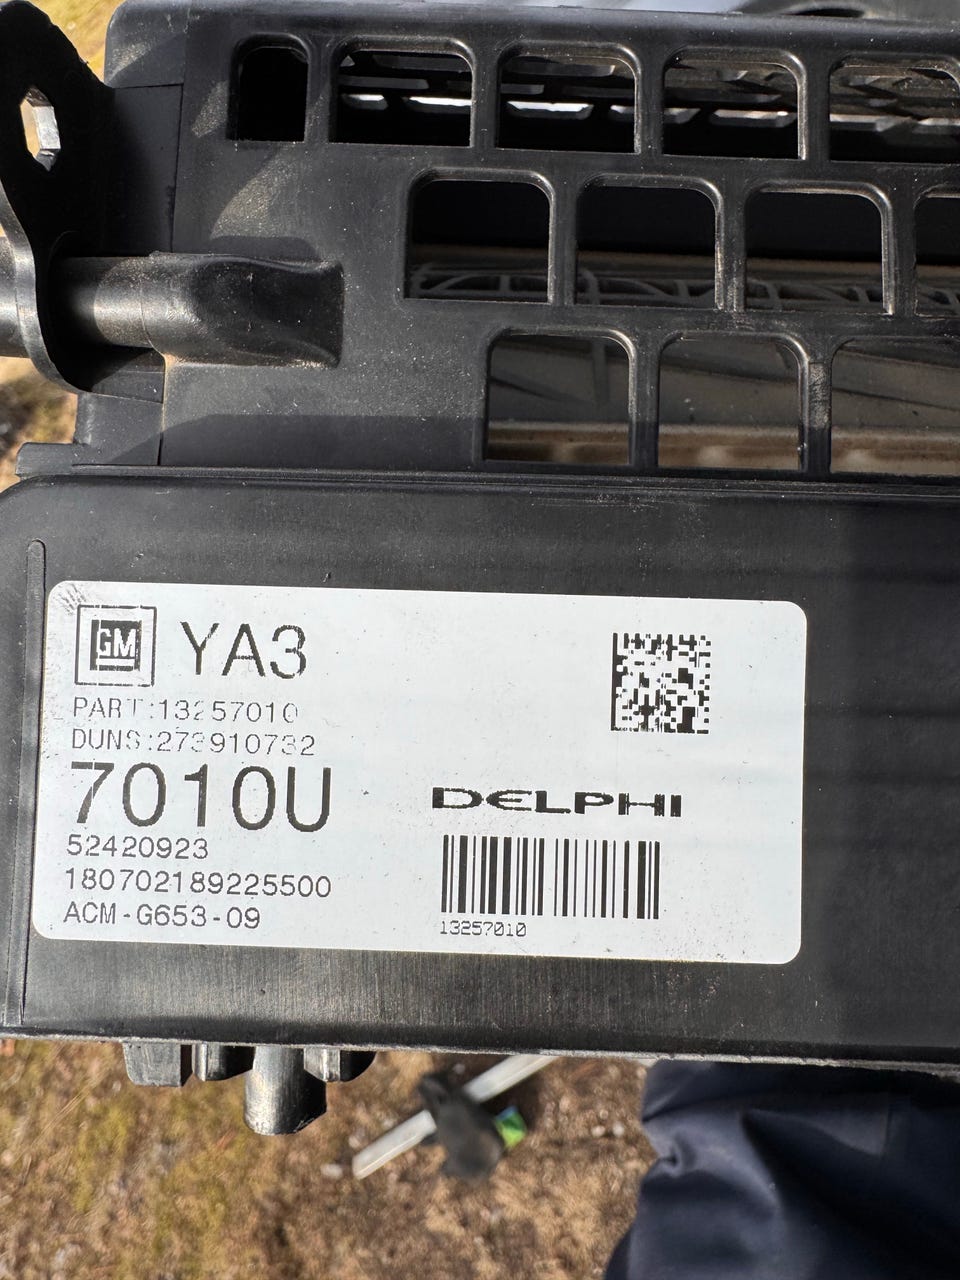 GM YA3
PART:13257010
DUNS:273910732
7010U
52420923
180702189225500
ACM-G653-09
DELPHI
13257010